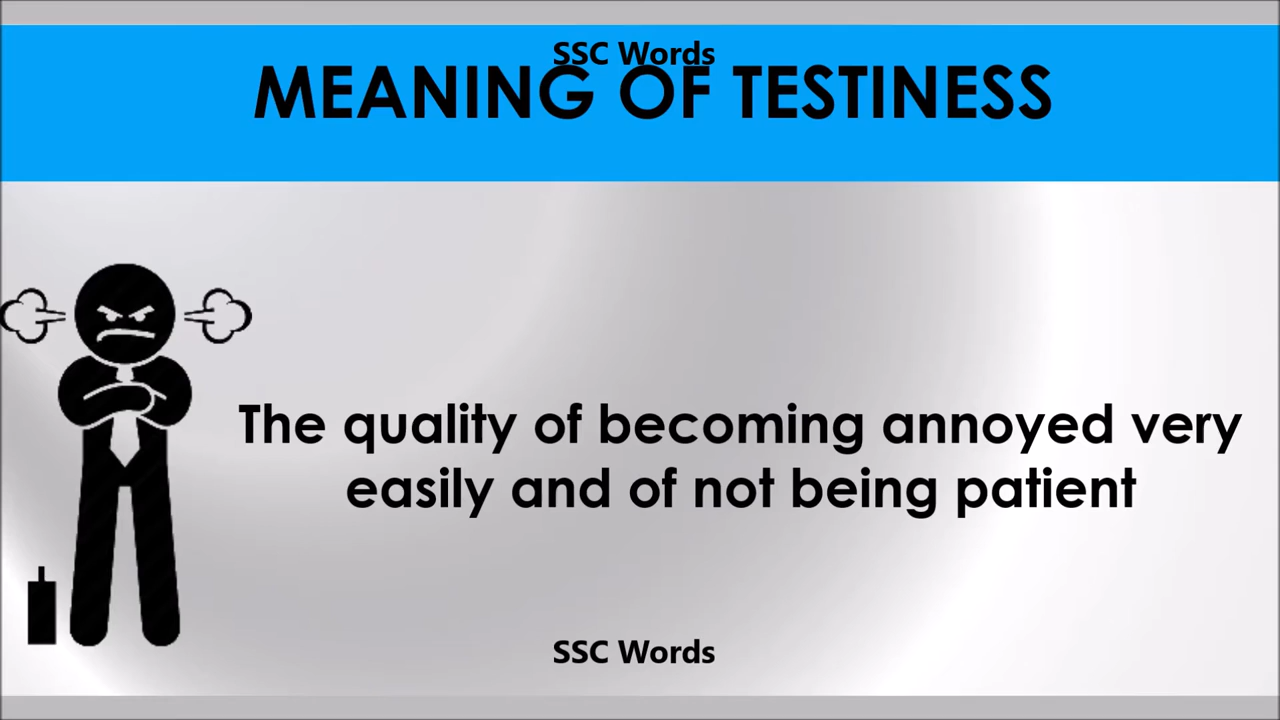 SSC Words
MEANING OF TESTINESS
The quality of becoming annoyed very
easily and of not being patient
SSC Words